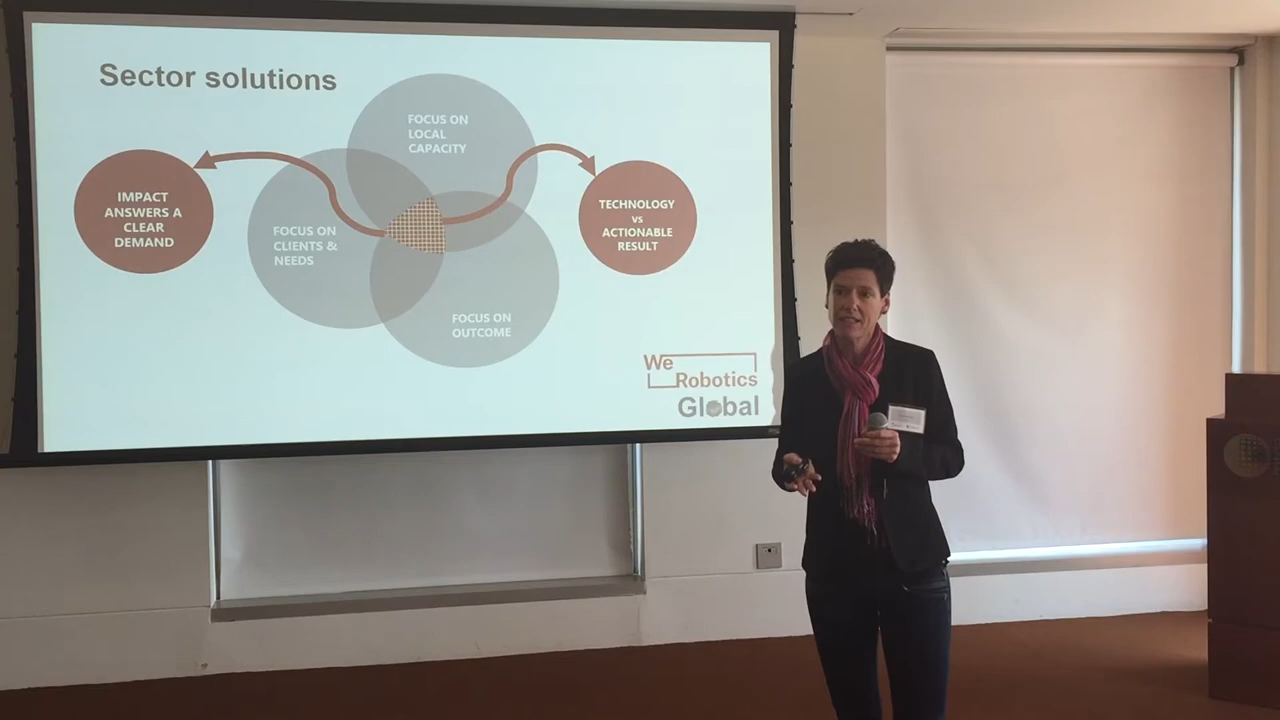 Sector solutions
FOCUS ON
LOCAL
CAPACITY
IMPACT
ANSWERS A
CLEAR
DEMAND
FOCUS ON
CLIENTS &
NEEDS
TECHNOLOGY
vs
ACTIONABLE
RESULT
FOCUS ON
OUTCOME
We
Robotics
Global